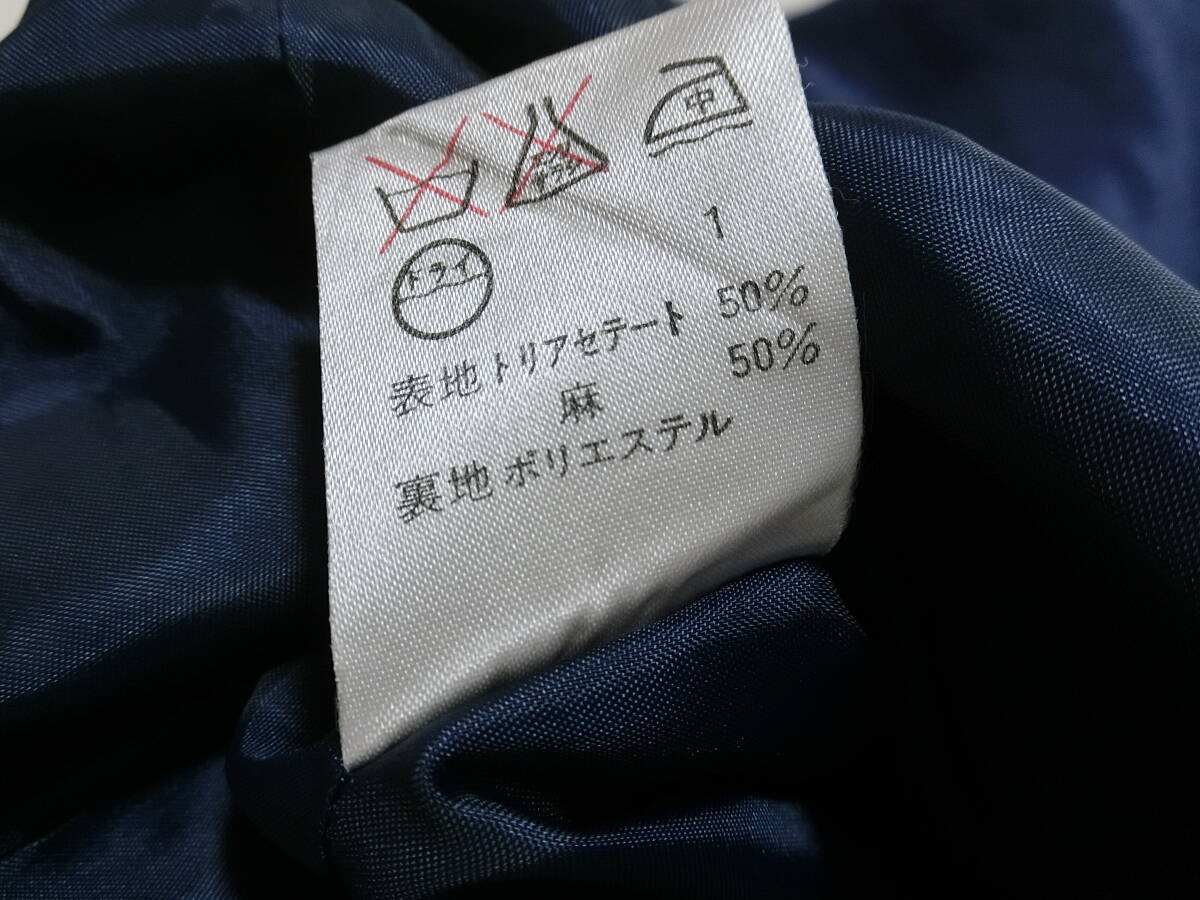 中
1
ドライ
表地 トリアセテート 50%
麻 50%
裏地 ポリエステル